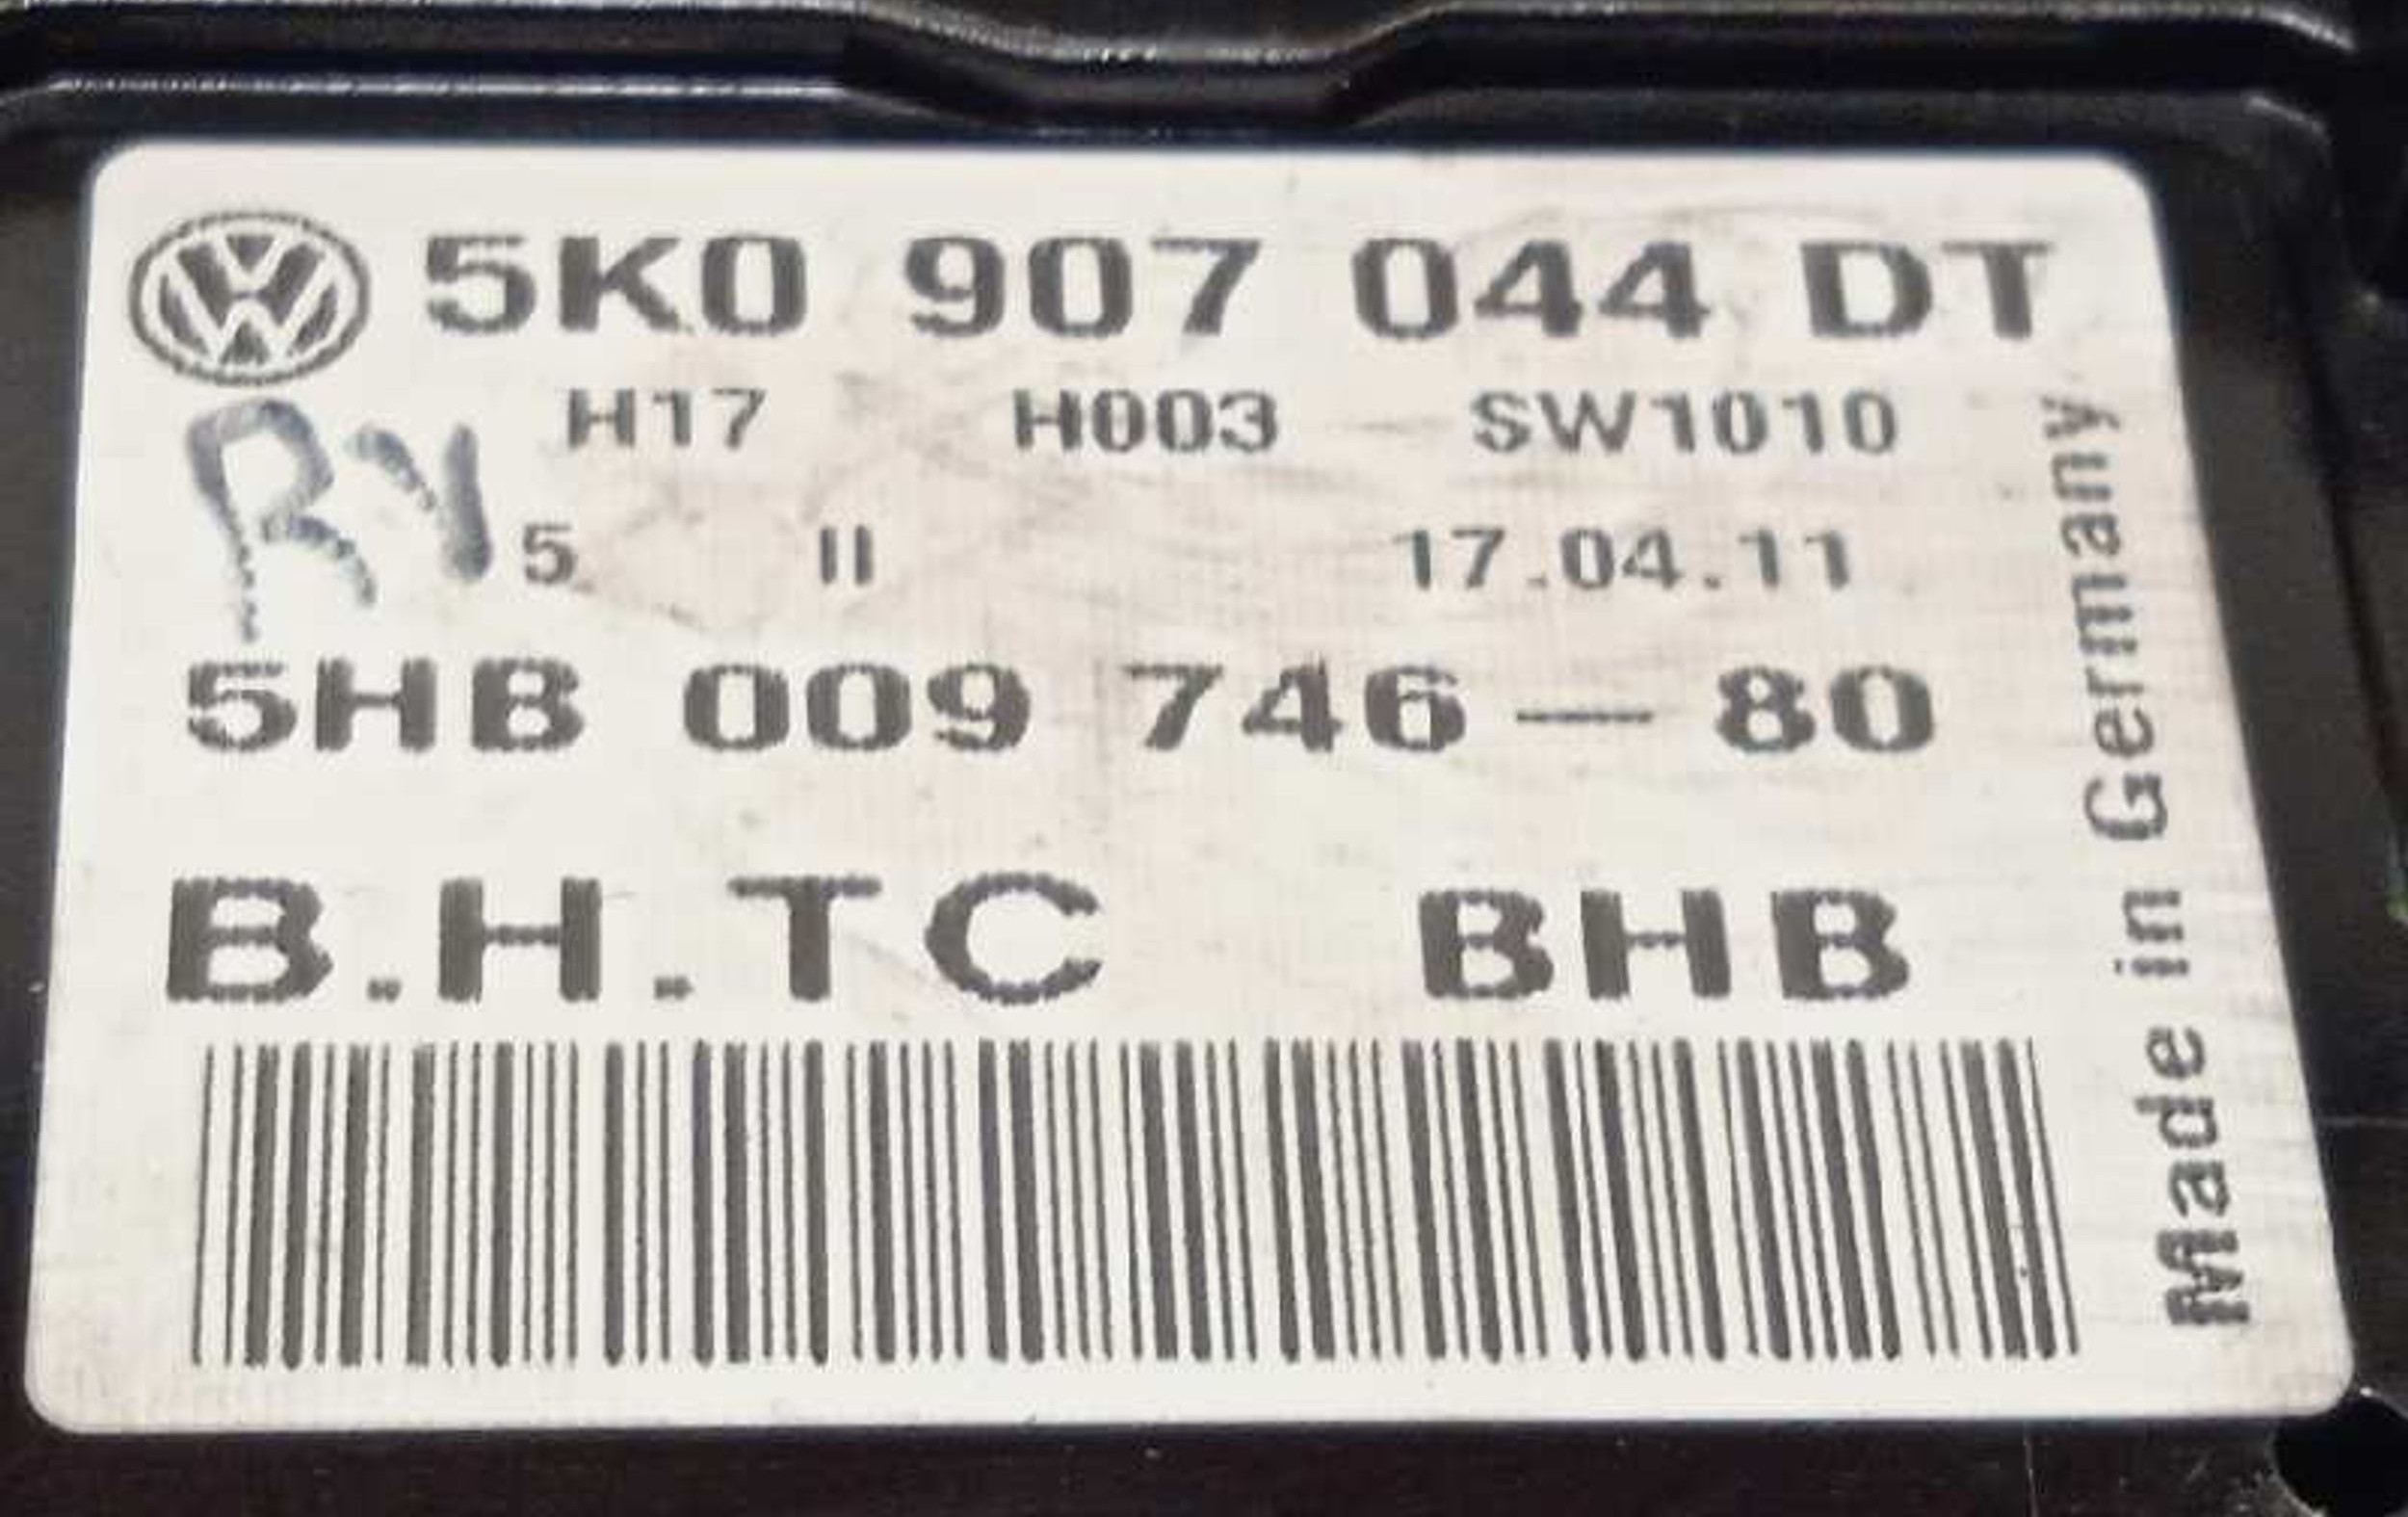 5K0 907 044 DT
H17 H003 SW1010
5 II 17.04.11
5HB 009 746-80
B.H.TC BHB
Made in Germany